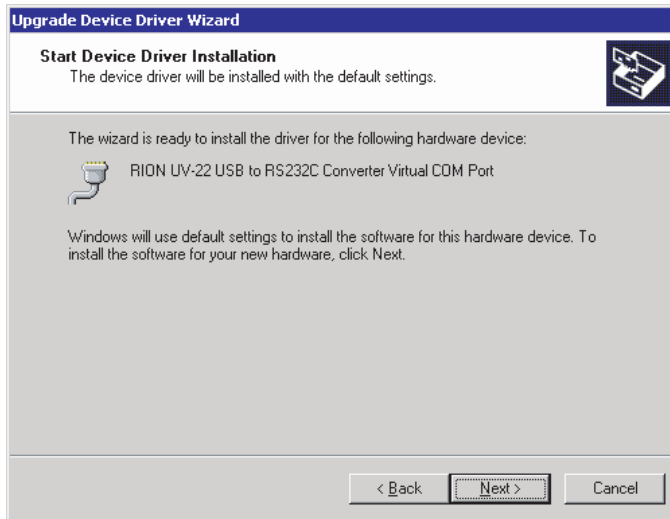 Upgrade Device Driver Wizard
Start Device Driver Installation
The device driver will be installed with the default settings.
The wizard is ready to install the driver for the following hardware device:
RION UV-22 USB to RS232C Converter Virtual COM Port
Windows will use default settings to install the software for this hardware device. To
install the software for your new hardware, click Next.
< Back
Next >
Cancel